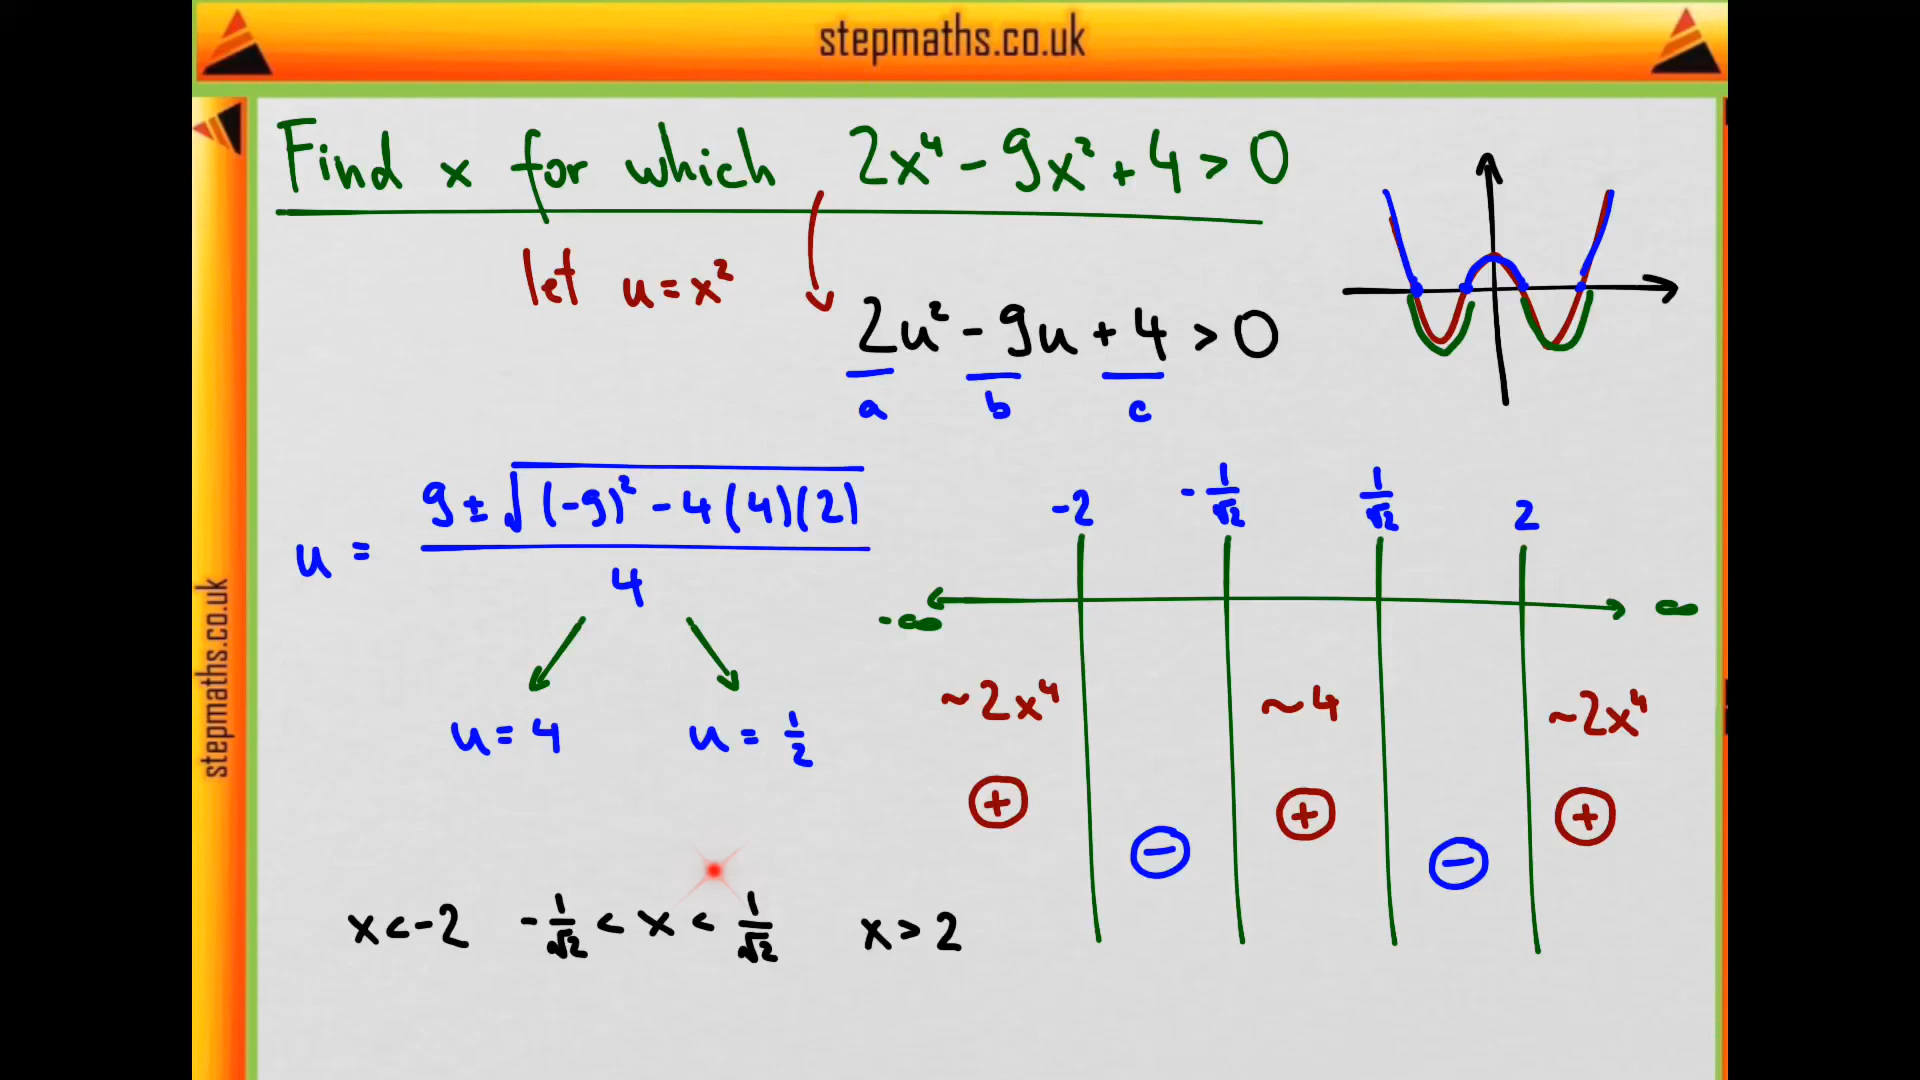 stepmaths.co.uk
stepmaths.co.uk
Find x for which 2x⁴ - 9x² + 4 > 0
let u = x²
2u² - 9u + 4 > 0
a b c
u = (9 ± √((-9)² - 4(4)(2))) / 4
u = 4 u = 1/2
x < -2 -1/√2 < x < 1/√2 x > 2
-2 -1/√2 1/√2 2
-∞ ∞
~2x⁴ ~4 ~2x⁴
+ - + - +